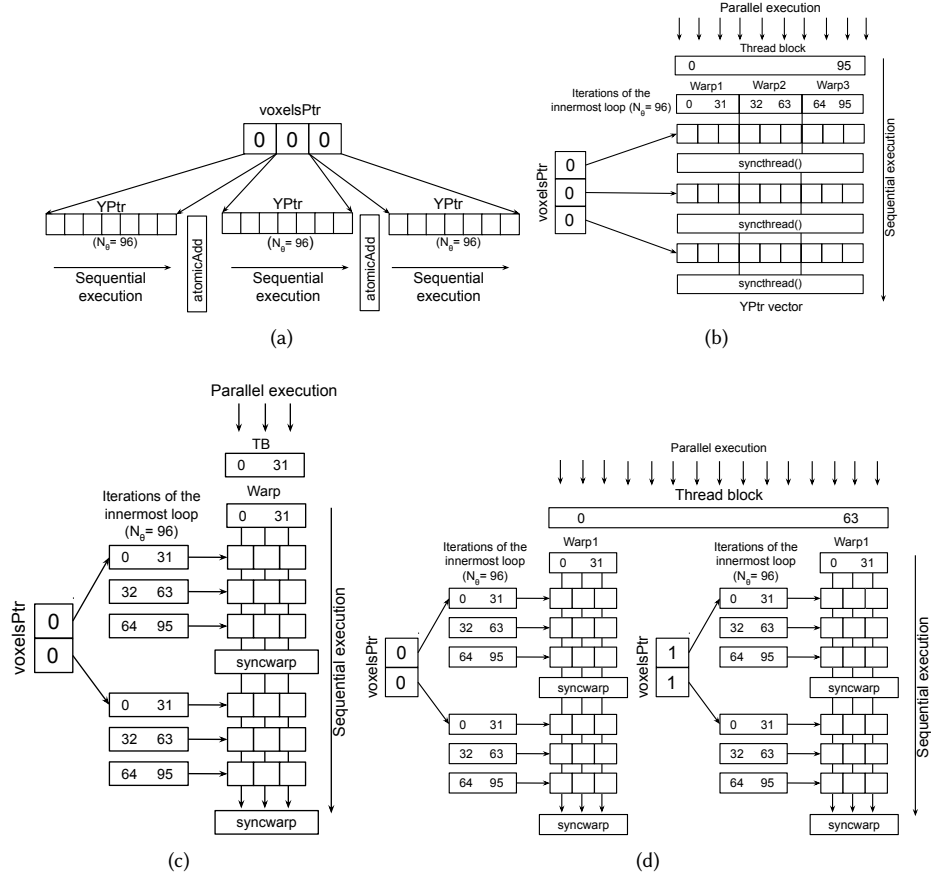 voxelsPtr
0 0 0
YPtr YPtr YPtr
(Nθ= 96) (Nθ= 96) (Nθ= 96)
atomicAdd atomicAdd
Sequential execution
Sequential execution
Sequential execution
(a)
Parallel execution
Thread block
0 95
Warp1 Warp2 Warp3
Iterations of the
innermost loop (Nθ= 96)
0 31 32 63 64 95
voxelsPtr
0
0
0
syncthread()
syncthread()
syncthread()
YPtr vector
Sequential execution
(b)
Parallel execution
TB
0 31
Warp
0 31
Iterations of the
innermost loop
(Nθ= 96)
0 31
32 63
64 95
voxelsPtr
0
0
syncwarp
0 31
32 63
64 95
syncwarp
Sequential execution
(c)
Parallel execution
Thread block
0 63
Iterations of the
innermost loop
(Nθ= 96)
Warp1
0 31
0 31
32 63
64 95
voxelsPtr
0
0
syncwarp
0 31
32 63
64 95
syncwarp
Iterations of the
innermost loop
(Nθ= 96)
Warp1
0 31
0 31
32 63
64 95
voxelsPtr
1
1
syncwarp
0 31
32 63
64 95
syncwarp
Sequential execution
(d)